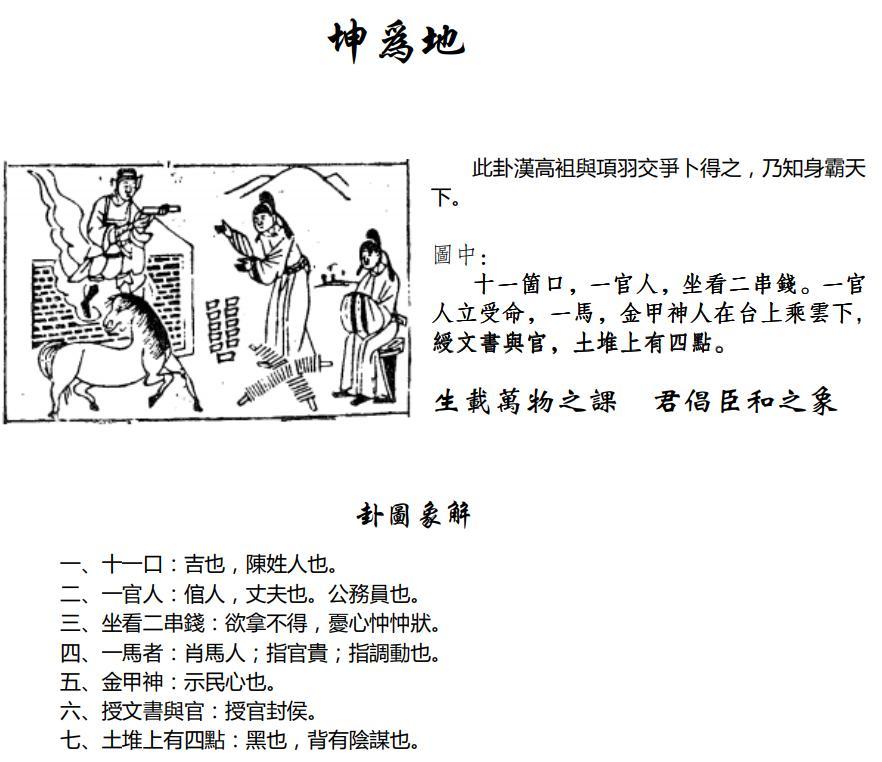 坤為地
此卦漢高祖與項羽交爭卜得之，乃知身霸天
下。
圖中：
十一箇口，一官人，坐看二串錢。一官
人立受命，一馬，金甲神人在台上乘雲下，
綬文書與官，土堆上有四點。
生載萬物之課　君倡臣和之象
卦圖象解
一、十一口：吉也，陳姓人也。
二、一官人：倌人，丈夫也。公務員也。
三、坐看二串錢：欲拿不得，憂心忡忡狀。
四、一馬者：肖馬人；指官貴；指調動也。
五、金甲神：示民心也。
六、授文書與官：授官封侯。
七、土堆上有四點：黑也，背有陰謀也。